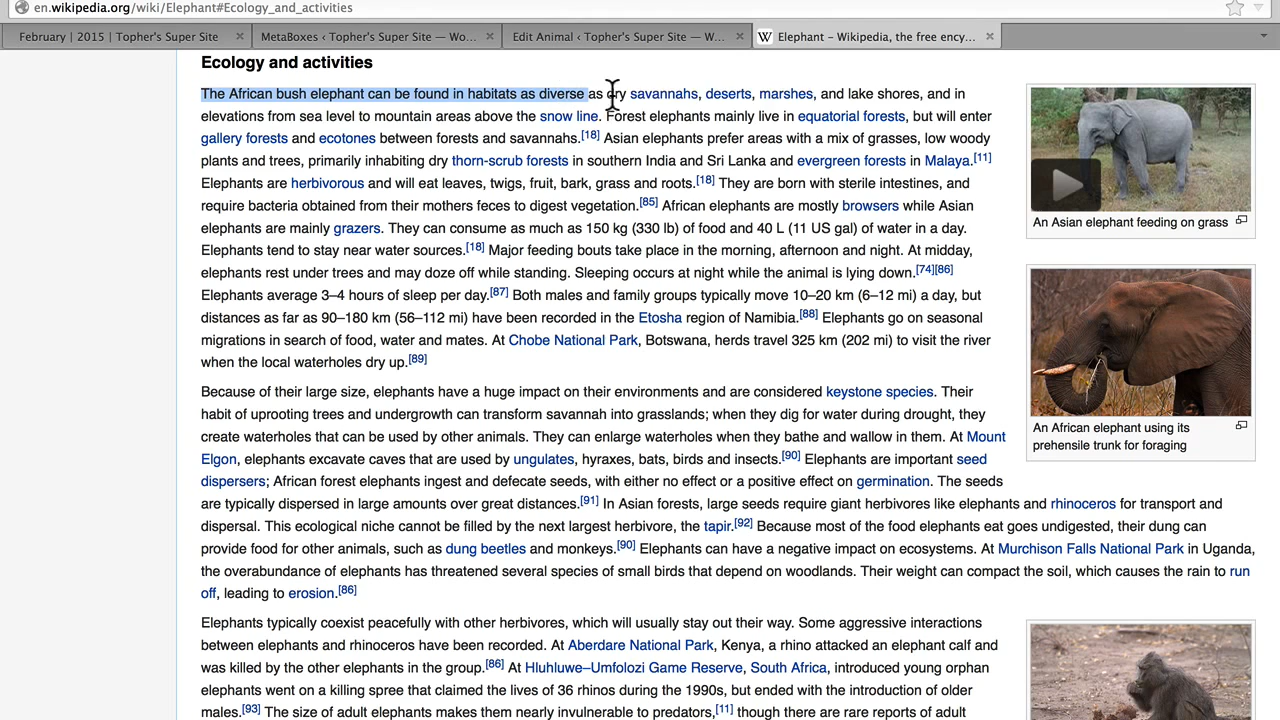 en.wikipedia.org/wiki/Elephant#Ecology_and_activities
February | 2015 | Topher's Super Site
MetaBoxes ‹ Topher's Super Site — Wo...
Edit Animal ‹ Topher's Super Site — W...
W Elephant – Wikipedia, the free ency...
Ecology and activities
The African bush elephant can be found in habitats as diverse as dry savannahs, deserts, marshes, and lake shores, and in
elevations from sea level to mountain areas above the snow line. Forest elephants mainly live in equatorial forests, but will enter
gallery forests and ecotones between forests and savannahs.[18] Asian elephants prefer areas with a mix of grasses, low woody
plants and trees, primarily inhabiting dry thorn-scrub forests in southern India and Sri Lanka and evergreen forests in Malaya.[11]
Elephants are herbivorous and will eat leaves, twigs, fruit, bark, grass and roots.[18] They are born with sterile intestines, and
require bacteria obtained from their mothers feces to digest vegetation.[85] African elephants are mostly browsers while Asian
elephants are mainly grazers. They can consume as much as 150 kg (330 lb) of food and 40 L (11 US gal) of water in a day.
Elephants tend to stay near water sources.[18] Major feeding bouts take place in the morning, afternoon and night. At midday,
elephants rest under trees and may doze off while standing. Sleeping occurs at night while the animal is lying down.[74][86]
Elephants average 3–4 hours of sleep per day.[87] Both males and family groups typically move 10–20 km (6–12 mi) a day, but
distances as far as 90–180 km (56–112 mi) have been recorded in the Etosha region of Namibia.[88] Elephants go on seasonal
migrations in search of food, water and mates. At Chobe National Park, Botswana, herds travel 325 km (202 mi) to visit the river
when the local waterholes dry up.[89]
An Asian elephant feeding on grass
An African elephant using its
prehensile trunk for foraging
Because of their large size, elephants have a huge impact on their environments and are considered keystone species. Their
habit of uprooting trees and undergrowth can transform savannah into grasslands; when they dig for water during drought, they
create waterholes that can be used by other animals. They can enlarge waterholes when they bathe and wallow in them. At Mount
Elgon, elephants excavate caves that are used by ungulates, hyraxes, bats, birds and insects.[90] Elephants are important seed
dispersers; African forest elephants ingest and defecate seeds, with either no effect or a positive effect on germination. The seeds
are typically dispersed in large amounts over great distances.[91] In Asian forests, large seeds require giant herbivores like elephants and rhinoceros for transport and
dispersal. This ecological niche cannot be filled by the next largest herbivore, the tapir.[92] Because most of the food elephants eat goes undigested, their dung can
provide food for other animals, such as dung beetles and monkeys.[90] Elephants can have a negative impact on ecosystems. At Murchison Falls National Park in Uganda,
the overabundance of elephants has threatened several species of small birds that depend on woodlands. Their weight can compact the soil, which causes the rain to run
off, leading to erosion.[86]
Elephants typically coexist peacefully with other herbivores, which will usually stay out their way. Some aggressive interactions
between elephants and rhinoceros have been recorded. At Aberdare National Park, Kenya, a rhino attacked an elephant calf and
was killed by the other elephants in the group.[86] At Hluhluwe–Umfolozi Game Reserve, South Africa, introduced young orphan
elephants went on a killing spree that claimed the lives of 36 rhinos during the 1990s, but ended with the introduction of older
males.[93] The size of adult elephants makes them nearly invulnerable to predators,[11] though there are rare reports of adult